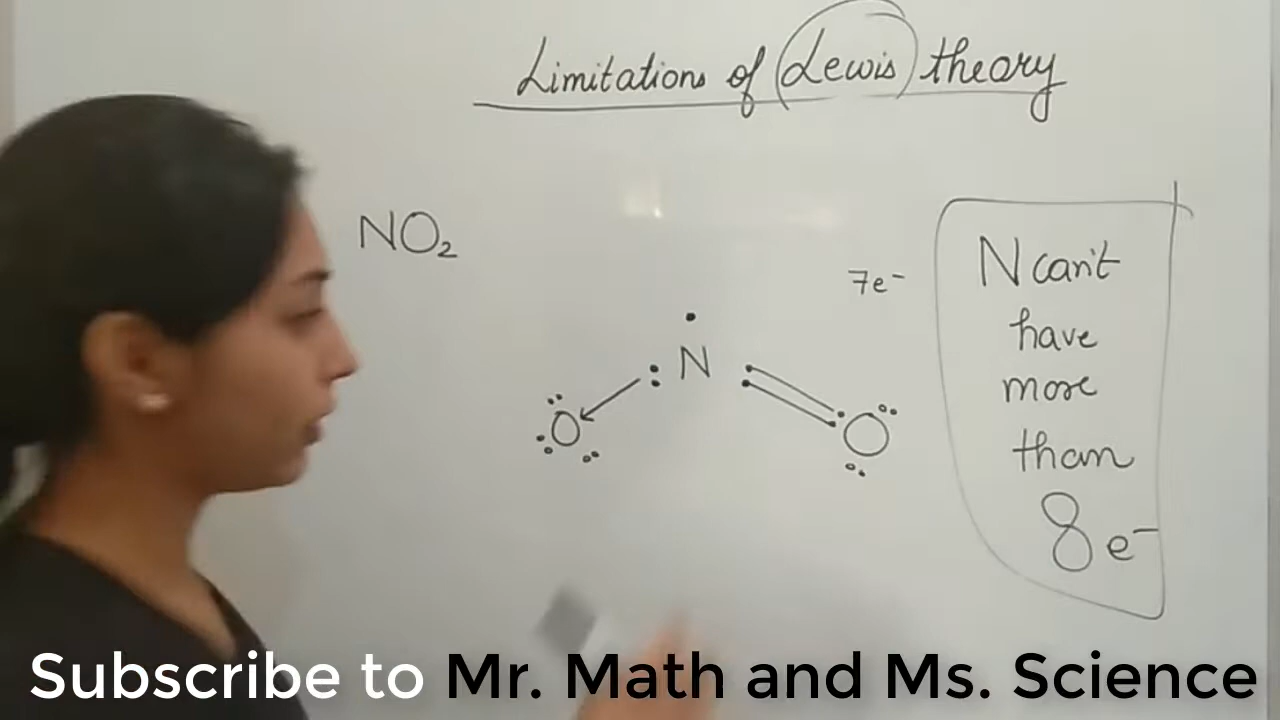 Limitations of Lewis theory
NO₂
7e⁻
N
O
O
N can't
have
more
than
8 e⁻
Subscribe to Mr. Math and Ms. Science